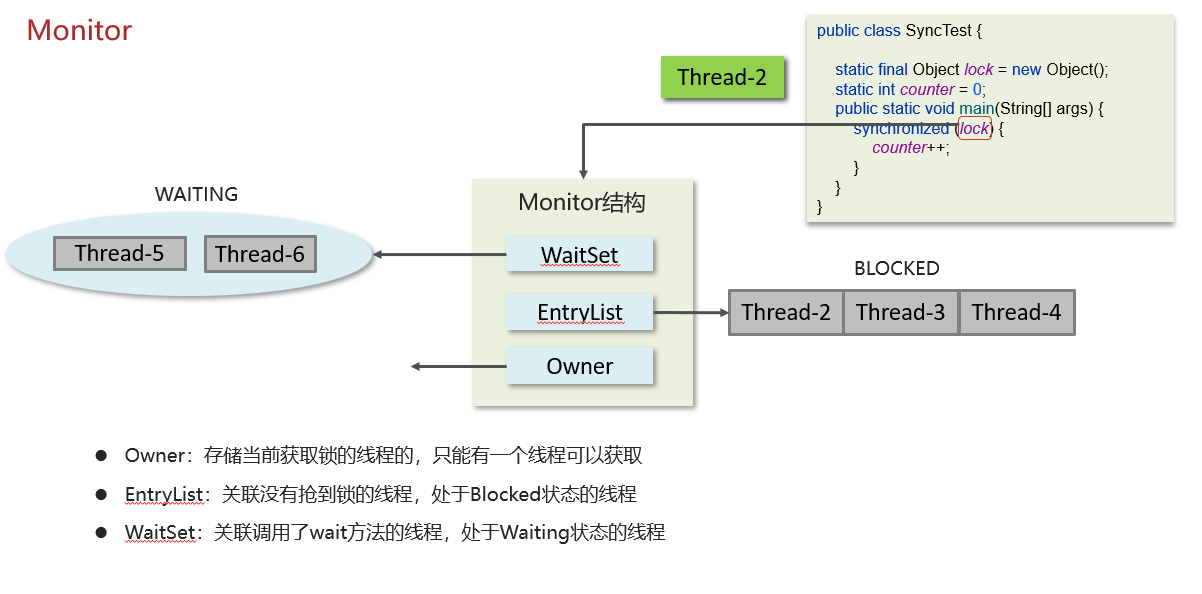 Monitor
Thread-2
public class SyncTest {
static final Object lock = new Object();
static int counter = 0;
public static void main(String[] args) {
synchronized (lock) {
counter++;
}
}
}
WAITING
Thread-5
Thread-6
Monitor结构
WaitSet
EntryList
Owner
BLOCKED
Thread-2
Thread-3
Thread-4
● Owner：存储当前获取锁的线程的，只能有一个线程可以获取
● EntryList：关联没有抢到锁的线程，处于Blocked状态的线程
● WaitSet：关联调用了wait方法的线程，处于Waiting状态的线程